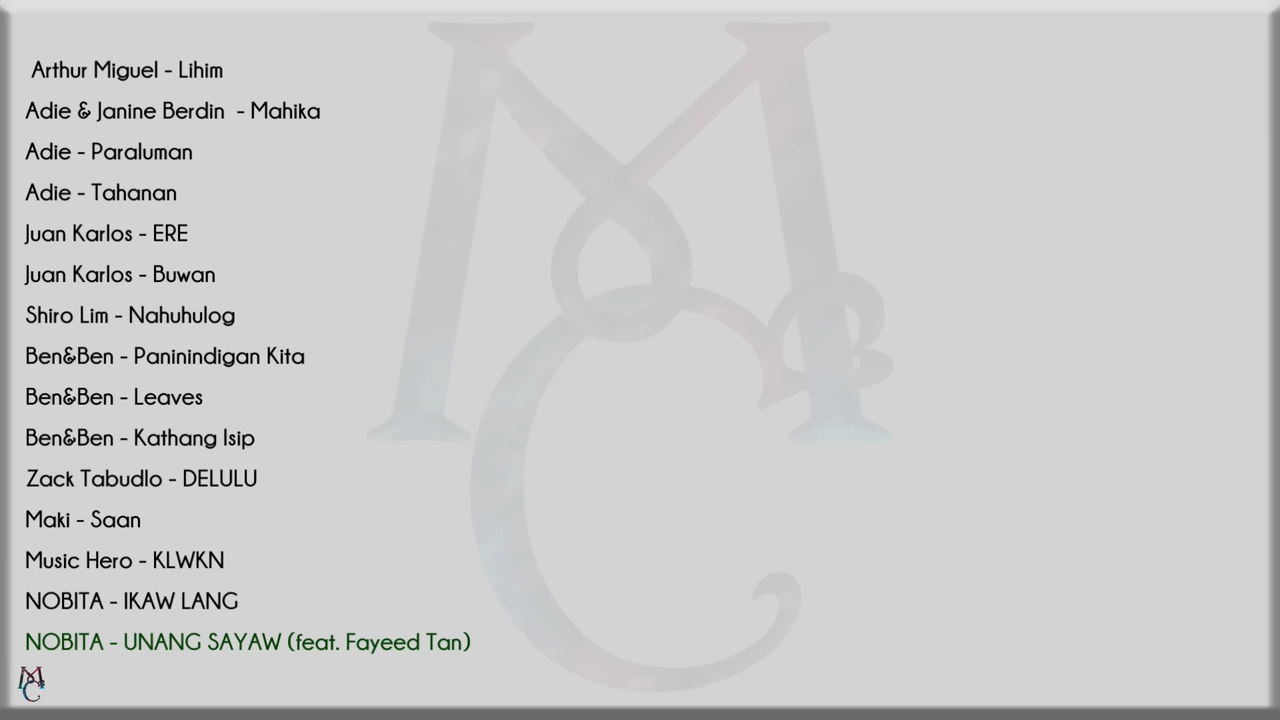 Arthur Miguel - Lihim
Adie & Janine Berdin - Mahika
Adie - Paraluman
Adie - Tahanan
Juan Karlos - ERE
Juan Karlos - Buwan
Shiro Lim - Nahuhulog
Ben&Ben - Paninindigan Kita
Ben&Ben - Leaves
Ben&Ben - Kathang Isip
Zack Tabudlo - DELULU
Maki - Saan
Music Hero - KLWKN
NOBITA - IKAW LANG
NOBITA - UNANG SAYAW (feat. Fayeed Tan)